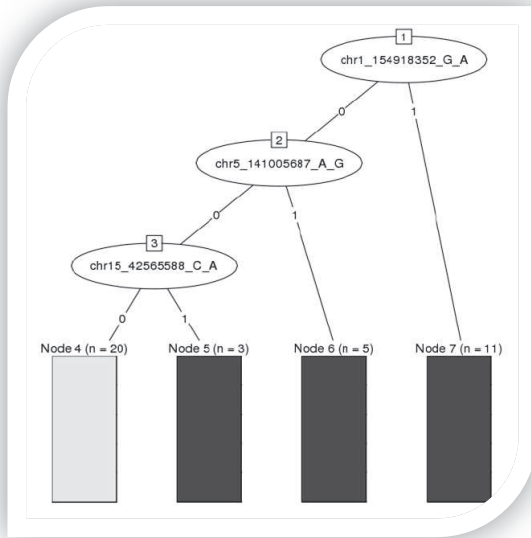 1
chr1_154918352_G_A
0
1
2
chr5_141005687_A_G
0
1
3
chr15_42565588_C_A
0
1
Node 4 (n = 20)
Node 5 (n = 3)
Node 6 (n = 5)
Node 7 (n = 11)